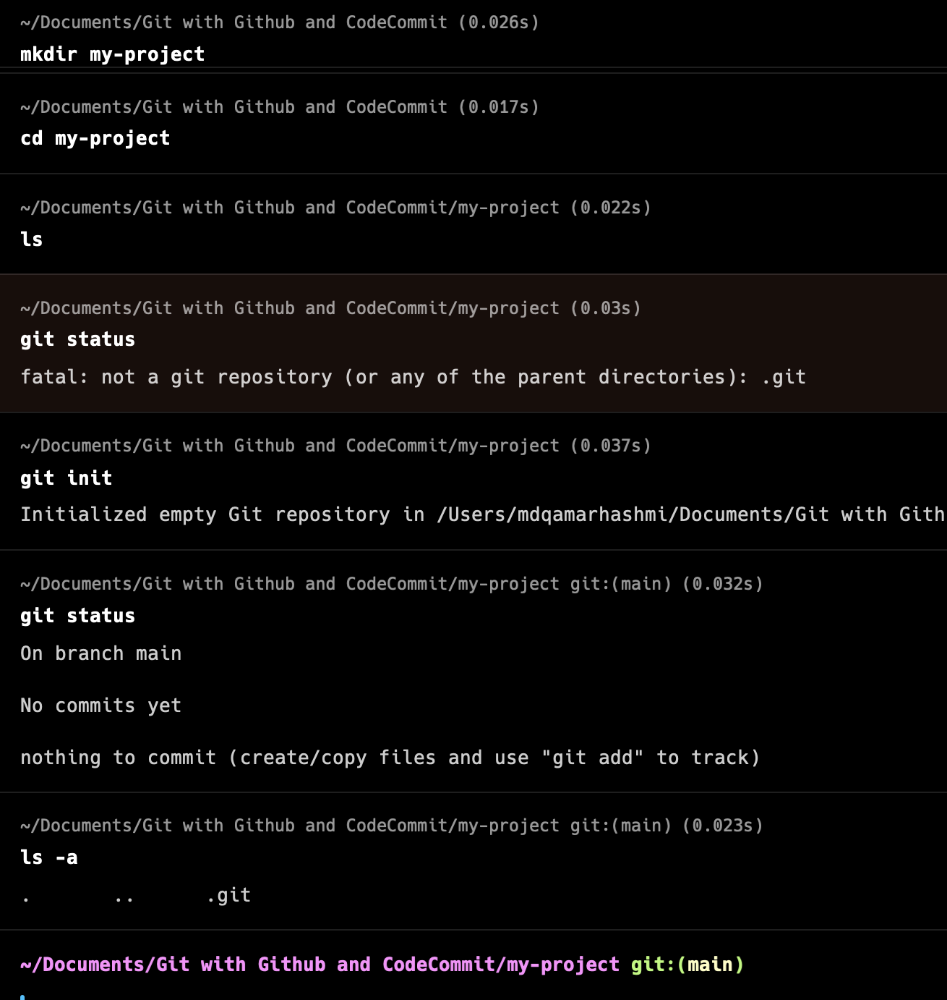 ~/Documents/Git with Github and CodeCommit (0.026s)
mkdir my-project
~/Documents/Git with Github and CodeCommit (0.017s)
cd my-project
~/Documents/Git with Github and CodeCommit/my-project (0.022s)
ls
~/Documents/Git with Github and CodeCommit/my-project (0.03s)
git status
fatal: not a git repository (or any of the parent directories): .git
~/Documents/Git with Github and CodeCommit/my-project (0.037s)
git init
Initialized empty Git repository in /Users/mdqamarhashmi/Documents/Git with Gith
~/Documents/Git with Github and CodeCommit/my-project git:(main) (0.032s)
git status
On branch main
No commits yet
nothing to commit (create/copy files and use "git add" to track)
~/Documents/Git with Github and CodeCommit/my-project git:(main) (0.023s)
ls -a
. .. .git
~/Documents/Git with Github and CodeCommit/my-project git:(main)